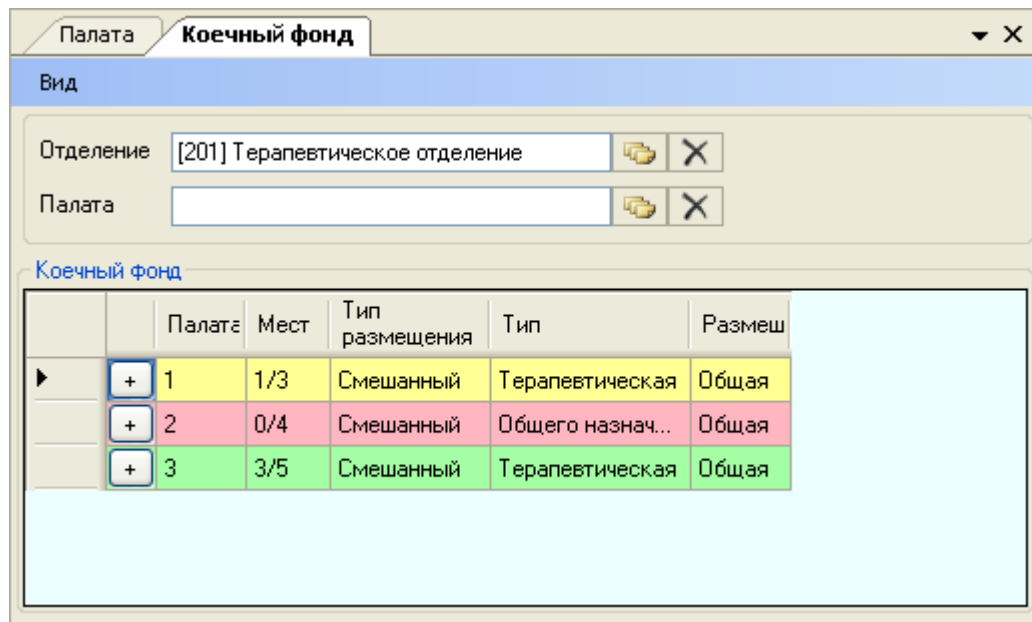 Палата Коечный фонд
Вид
Отделение [201] Терапевтическое отделение
Палата
Коечный фонд
Палата Мест Тип размещения Тип Размещ
+ 1 1/3 Смешанный Терапевтическая Общая
+ 2 0/4 Смешанный Общего назнач... Общая
+ 3 3/5 Смешанный Терапевтическая Общая